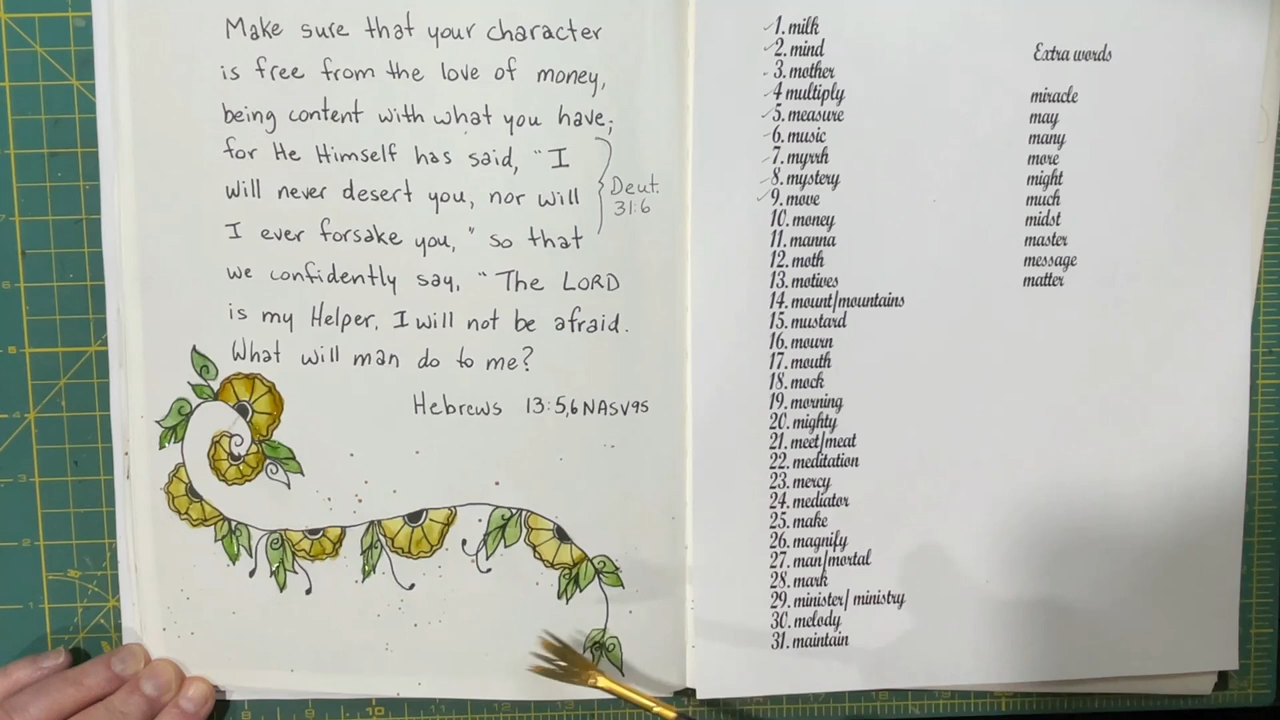 Make sure that your character
is free from the love of money,
being content with what you have;
for He Himself has said, "I
will never desert you, nor will
I ever forsake you," so that
we confidently say, "The LORD
is my Helper, I will not be afraid.
What will man do to me?
Hebrews 13:5,6 NASV95
Deut.
31:6
1. milk
2. mind
3. mother
4 multiply
5. measure
6. music
7. myrrh
8. mystery
9. move
10. money
11. manna
12. moth
13. motives
14. mount/mountains
15. mustard
16. mourn
17. mouth
18. mock
19. morning
20. mighty
21. meet/meat
22. meditation
23. mercy
24. mediator
25. make
26. magnify
27. man/mortal
28. mark
29. minister/ ministry
30. melody
31. maintain
Extra words
miracle
may
many
more
might
much
midst
master
message
matter